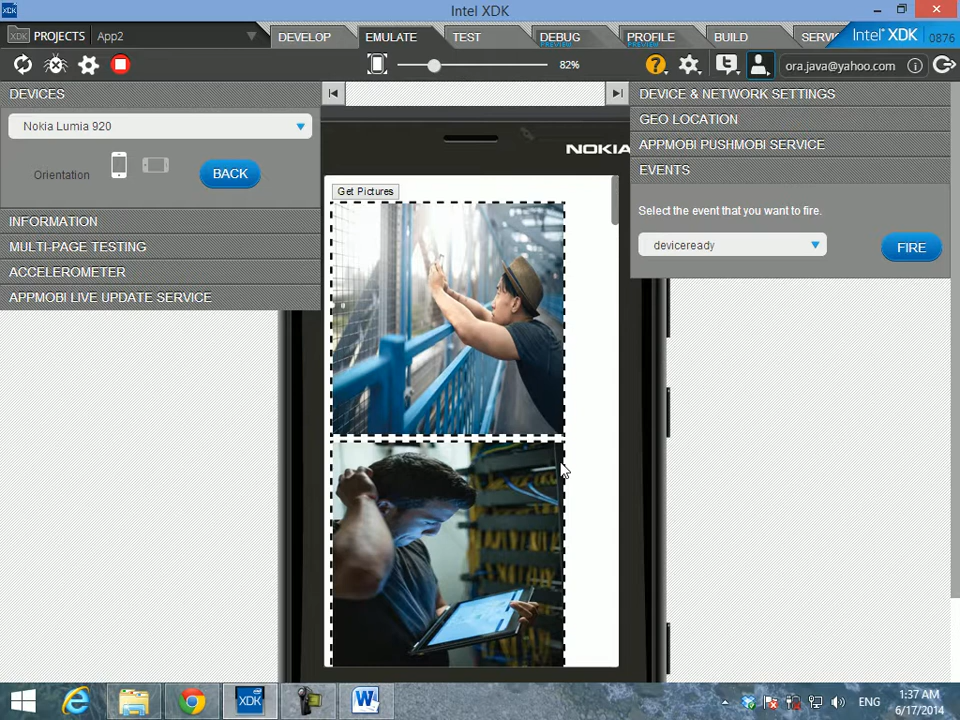 Intel XDK
PROJECTS App2 DEVELOP EMULATE TEST DEBUG PREVIEW PROFILE PREVIEW BUILD SERVI Intel® XDK 0876
82% ora.java@yahoo.com
DEVICES
Nokia Lumia 920
Orientation BACK
INFORMATION
MULTI-PAGE TESTING
ACCELEROMETER
APPMOBI LIVE UPDATE SERVICE
NOKIA
Get Pictures
DEVICE & NETWORK SETTINGS
GEO LOCATION
APPMOBI PUSHMOBI SERVICE
EVENTS
Select the event that you want to fire.
deviceready FIRE
ENG 1:37 AM
6/17/2014